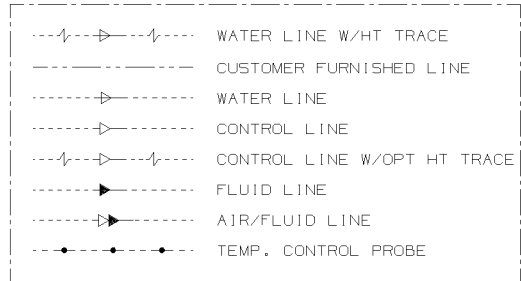 WATER LINE W/HT TRACE
CUSTOMER FURNISHED LINE
WATER LINE
CONTROL LINE
CONTROL LINE W/OPT HT TRACE
FLUID LINE
AIR/FLUID LINE
TEMP. CONTROL PROBE